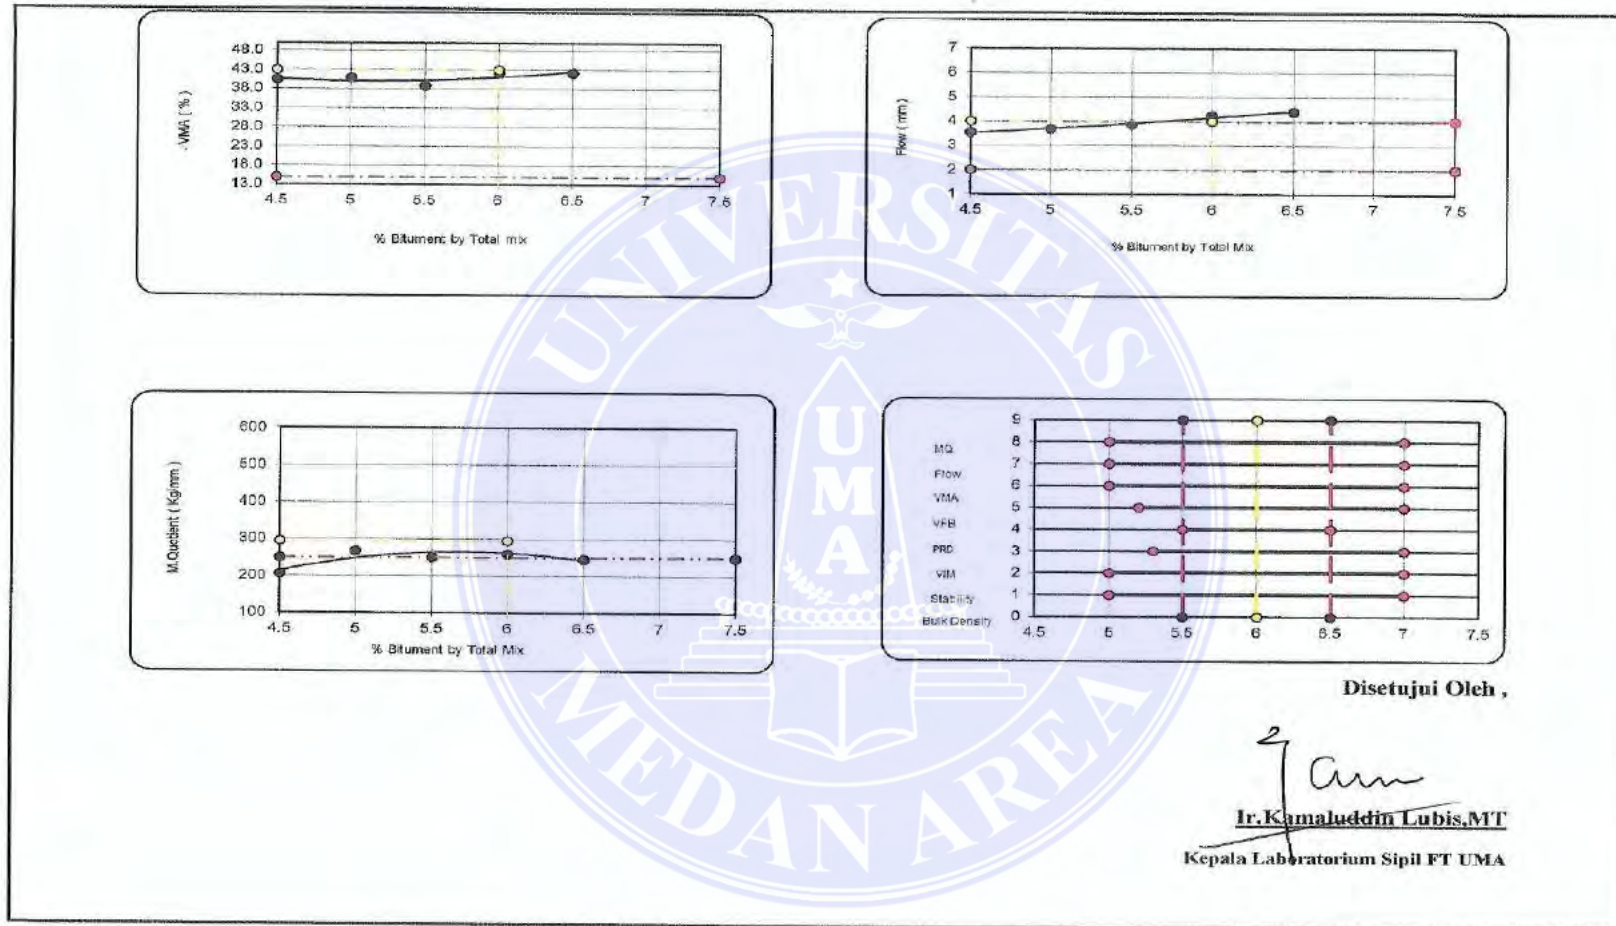 48.0
43.0
38.0
33.0
28.0
23.0
18.0
13.0
VMA (%)
4.5 5 5.5 6 6.5 7 7.5
% Bitument by Total mix
7
6
5
4
3
2
1
Flow ( mm )
4.5 5 5.5 6 6.5 7 7.5
% Bitument by Total Mix
600
500
400
300
200
100
M.Quotient ( Kg/mm )
4.5 5 5.5 6 6.5 7 7.5
% Bitument by Total Mix
9
MQ 8
Flow 7
VMA 6
VFB 5
PRD 4
VIM 3
Stability 2
1
Bulk Density 0
4.5 5 5.5 6 6.5 7 7.5
UNIVERSITAS
UMA
MEDAN AREA
Disetujui Oleh ,
Ir.Kamaluddin Lubis,MT
Kepala Laboratorium Sipil FT UMA